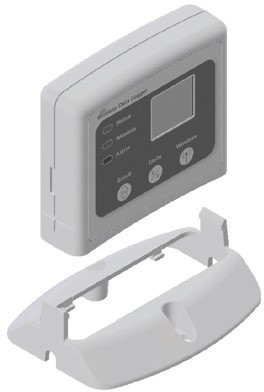 Wireless Data Logger
Status
Wireless
Alarm
Scroll
Units
Wireless